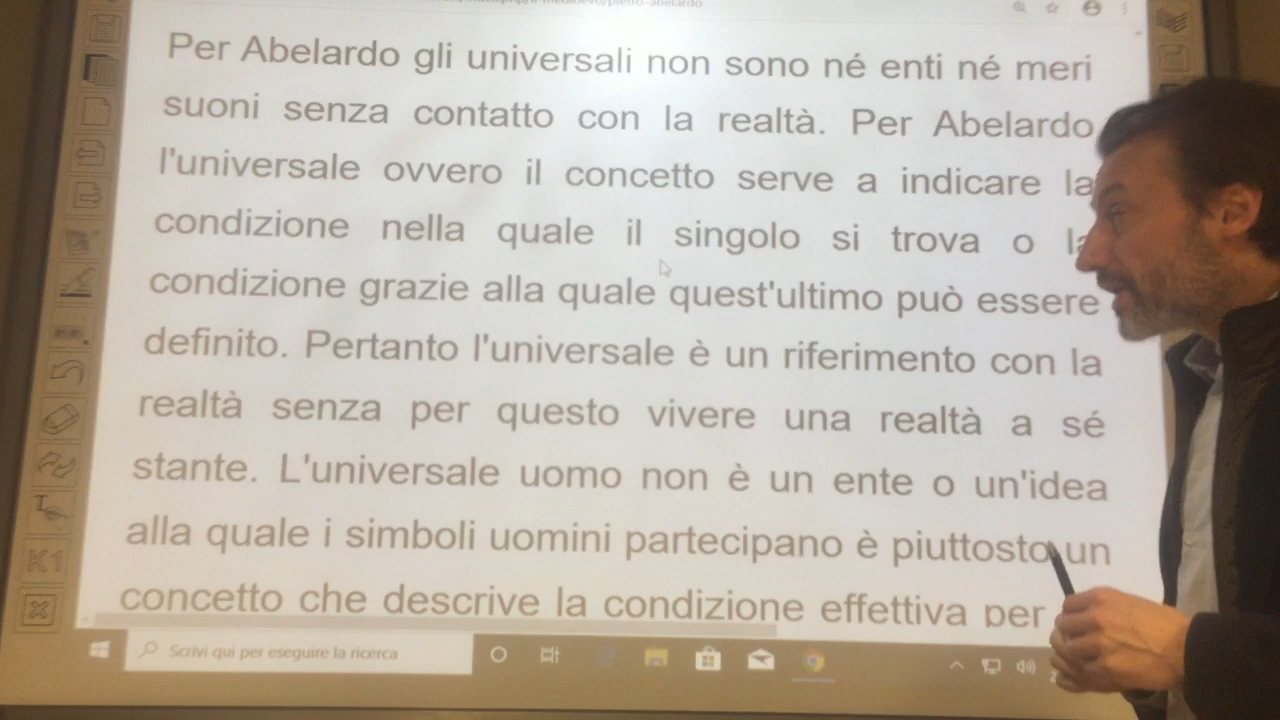 Per Abelardo gli universali non sono né enti né meri
suoni senza contatto con la realtà. Per Abelardo
l'universale ovvero il concetto serve a indicare la
condizione nella quale il singolo si trova o la
condizione grazie alla quale quest'ultimo può essere
definito. Pertanto l'universale è un riferimento con la
realtà senza per questo vivere una realtà a sé
stante. L'universale uomo non è un ente o un'idea
alla quale i simboli uomini partecipano è piuttosto un
concetto che descrive la condizione effettiva per
K1
Scrivi qui per eseguire la ricerca